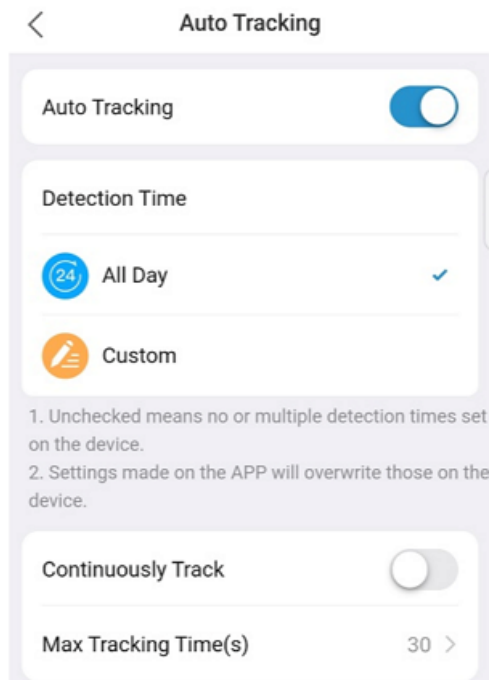 Auto Tracking
Auto Tracking
Detection Time
24
All Day
Custom
1. Unchecked means no or multiple detection times set
on the device.
2. Settings made on the APP will overwrite those on the
device.
Continuously Track
Max Tracking Time(s) 30